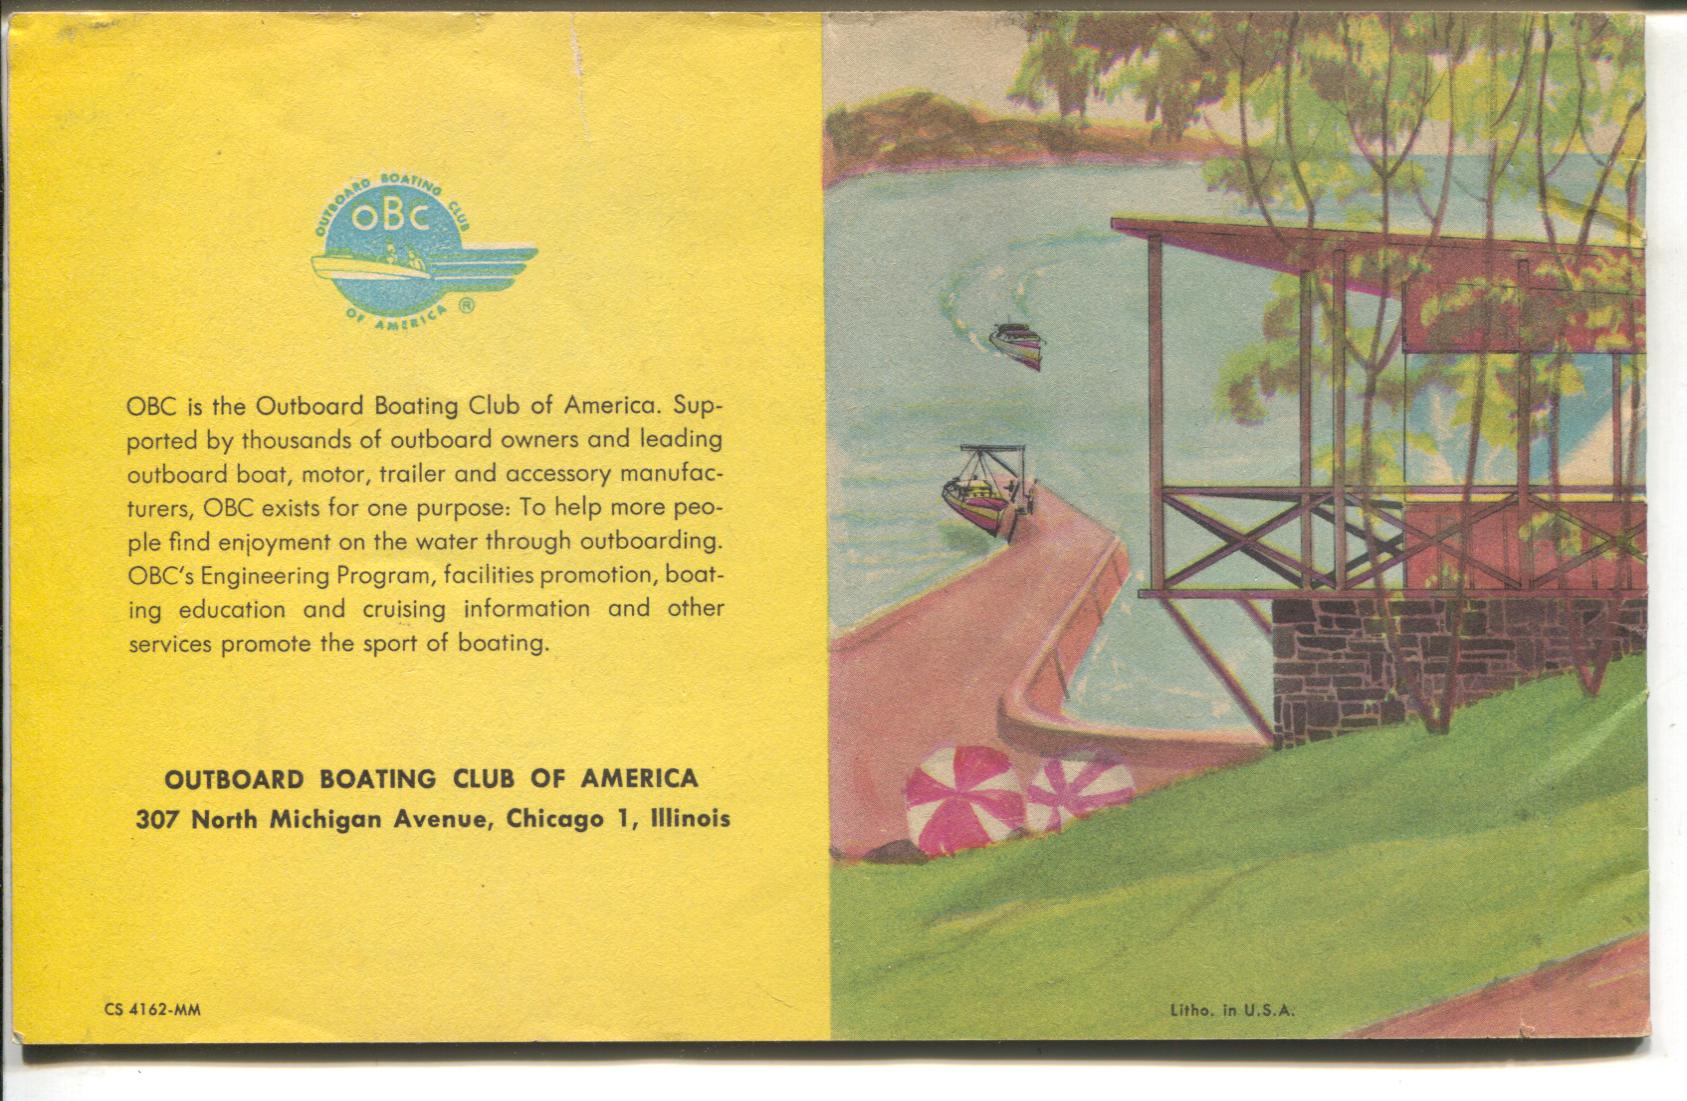 OUTBOARD BOATING CLUB
OBC
OF AMERICA ®
OBC is the Outboard Boating Club of America. Sup-
ported by thousands of outboard owners and leading
outboard boat, motor, trailer and accessory manufac-
turers, OBC exists for one purpose: To help more peo-
ple find enjoyment on the water through outboarding.
OBC's Engineering Program, facilities promotion, boat-
ing education and cruising information and other
services promote the sport of boating.
OUTBOARD BOATING CLUB OF AMERICA
307 North Michigan Avenue, Chicago 1, Illinois
CS 4162-MM
Litho. in U.S.A.